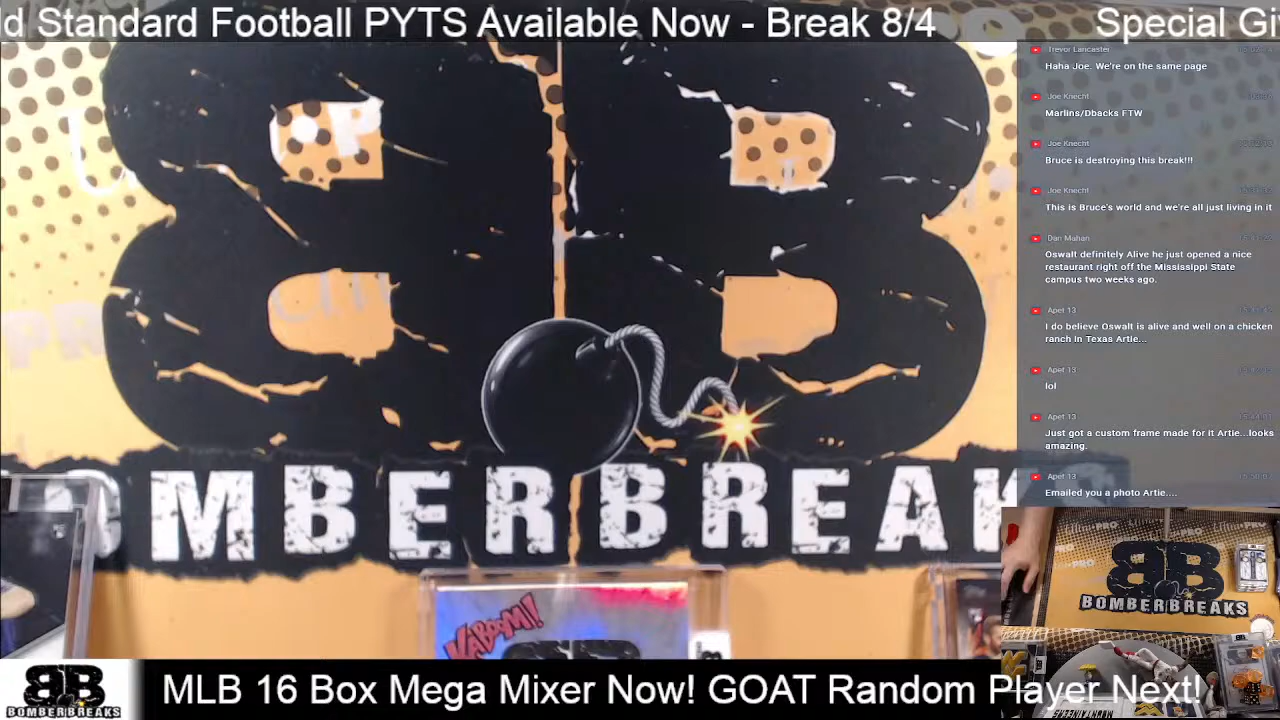 d Standard Football PYTS Available Now - Break 8/4 Special Gi
Trevor Lancaster
Haha Joe. We're on the same page
Joe Knecht
Marlins/Dbacks FTW
Joe Knecht
Bruce is destroying this break!!!
Joe Knecht
This is Bruce's world and we're all just living in it
Dan Mahan
Oswalt definitely Alive he just opened a nice
restaurant right off the Mississippi State
campus two weeks ago.
Apet 13
I do believe Oswalt is alive and well on a chicken
ranch in Texas Artie...
Apet 13
lol
Apet 13
Just got a custom frame made for it Artie...looks
amazing.
Apet 13
Emailed you a photo Artie....
BB
OMBERBREAK
KABOOM!
BB
BOMBERBREAKS
BB
BOMBERBREAKS
MLB 16 Box Mega Mixer Now! GOAT Random Player Next!